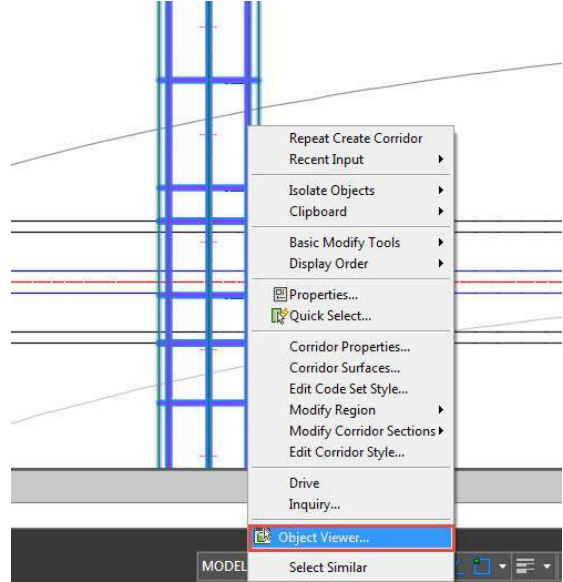 Repeat Create Corridor
Recent Input
Isolate Objects
Clipboard
Basic Modify Tools
Display Order
Properties...
Quick Select...
Corridor Properties...
Corridor Surfaces...
Edit Code Set Style...
Modify Region
Modify Corridor Sections
Edit Corridor Style...
Drive
Inquiry...
Object Viewer...
MODEL
Select Similar